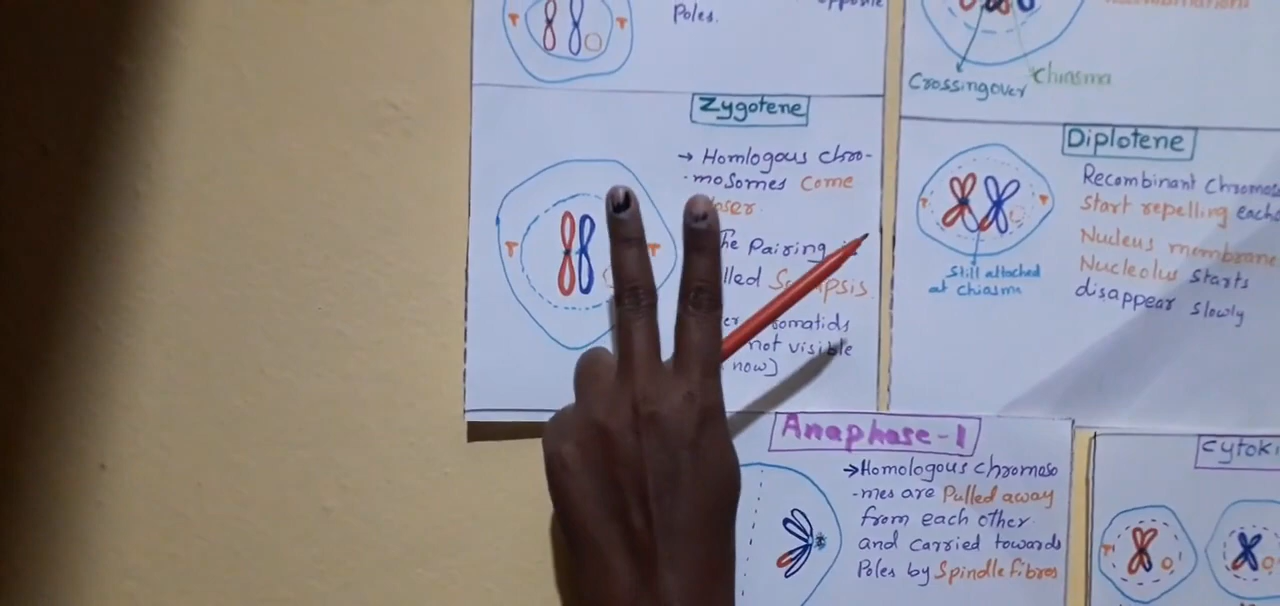 Poles.
T
T
Zygotene
→ Homlogous chro-
-mosomes Come
T
T
Pairing
Synapsis
not visible
now)
Crossingover
chiasma
Diplotene
T
T
Still attached
at chiasma
Recombinant Chromos
Start repelling each
Nucleus membrane
Nucleolus starts
disappear slowly
Anaphase-1
→Homologous chromoso
-mes are Pulled away
from each other
and carried towards
Poles by Spindle fibres
Cytoki
T